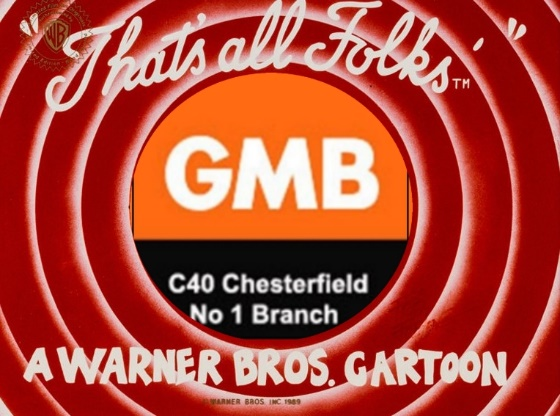 "That's all Folks!"™
GMB
C40 Chesterfield
No 1 Branch
A WARNER BROS. CARTOON
WARNER BROS. INC 1989